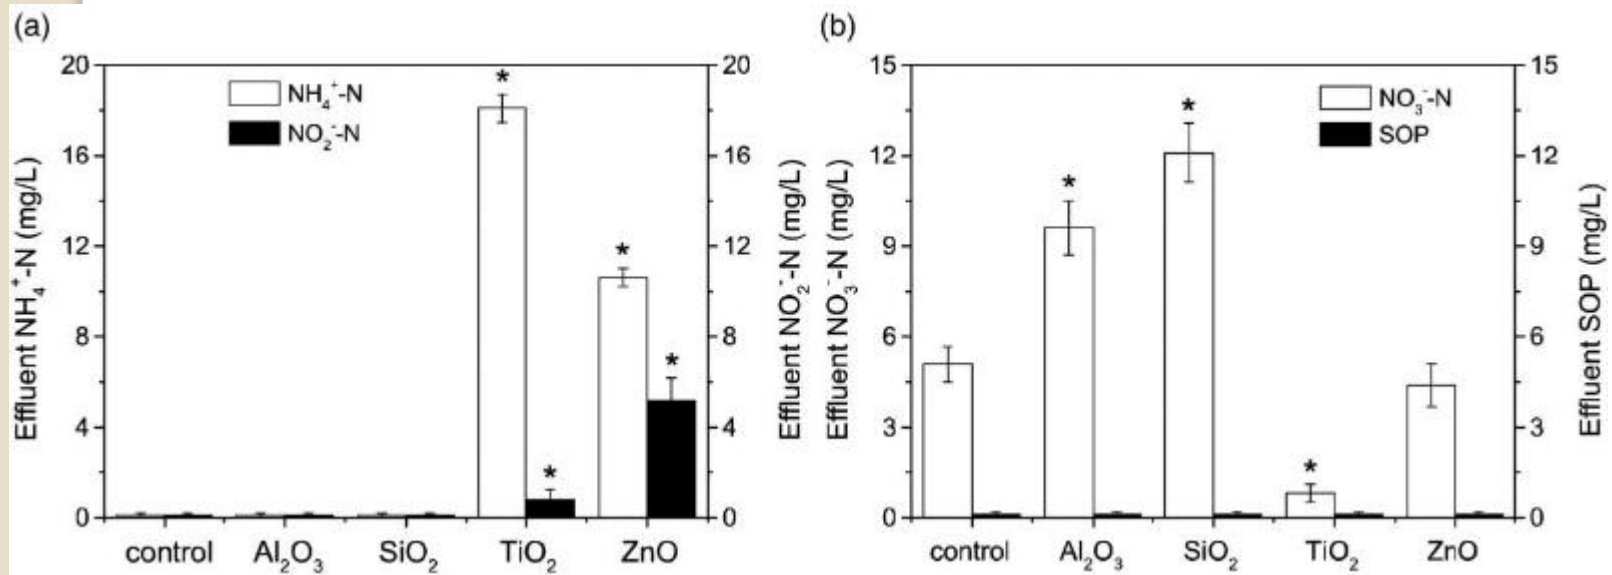 (a)
20
16
12
8
4
0
Effluent NH₄⁺-N (mg/L)
NH₄⁺-N
NO₂⁻-N
*
*
*
*
20
16
12
8
4
0
Effluent NO₂⁻-N (mg/L)
control Al₂O₃ SiO₂ TiO₂ ZnO
(b)
15
12
9
6
3
0
Effluent NO₃⁻-N (mg/L)
NO₃⁻-N
SOP
*
*
*
15
12
9
6
3
0
Effluent SOP (mg/L)
control Al₂O₃ SiO₂ TiO₂ ZnO